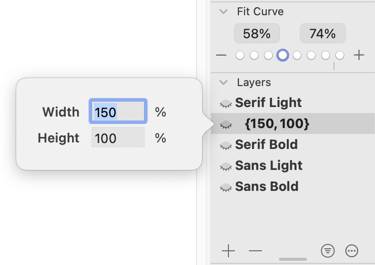 Fit Curve
58% 74%
Layers
Serif Light
{150, 100}
Serif Bold
Sans Light
Sans Bold
Width 150 %
Height 100 %